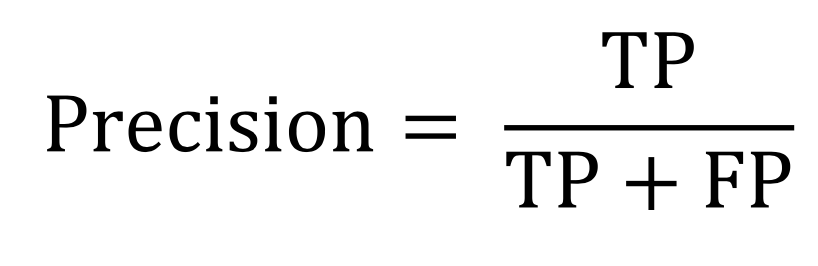 Precision = TP
TP + FP